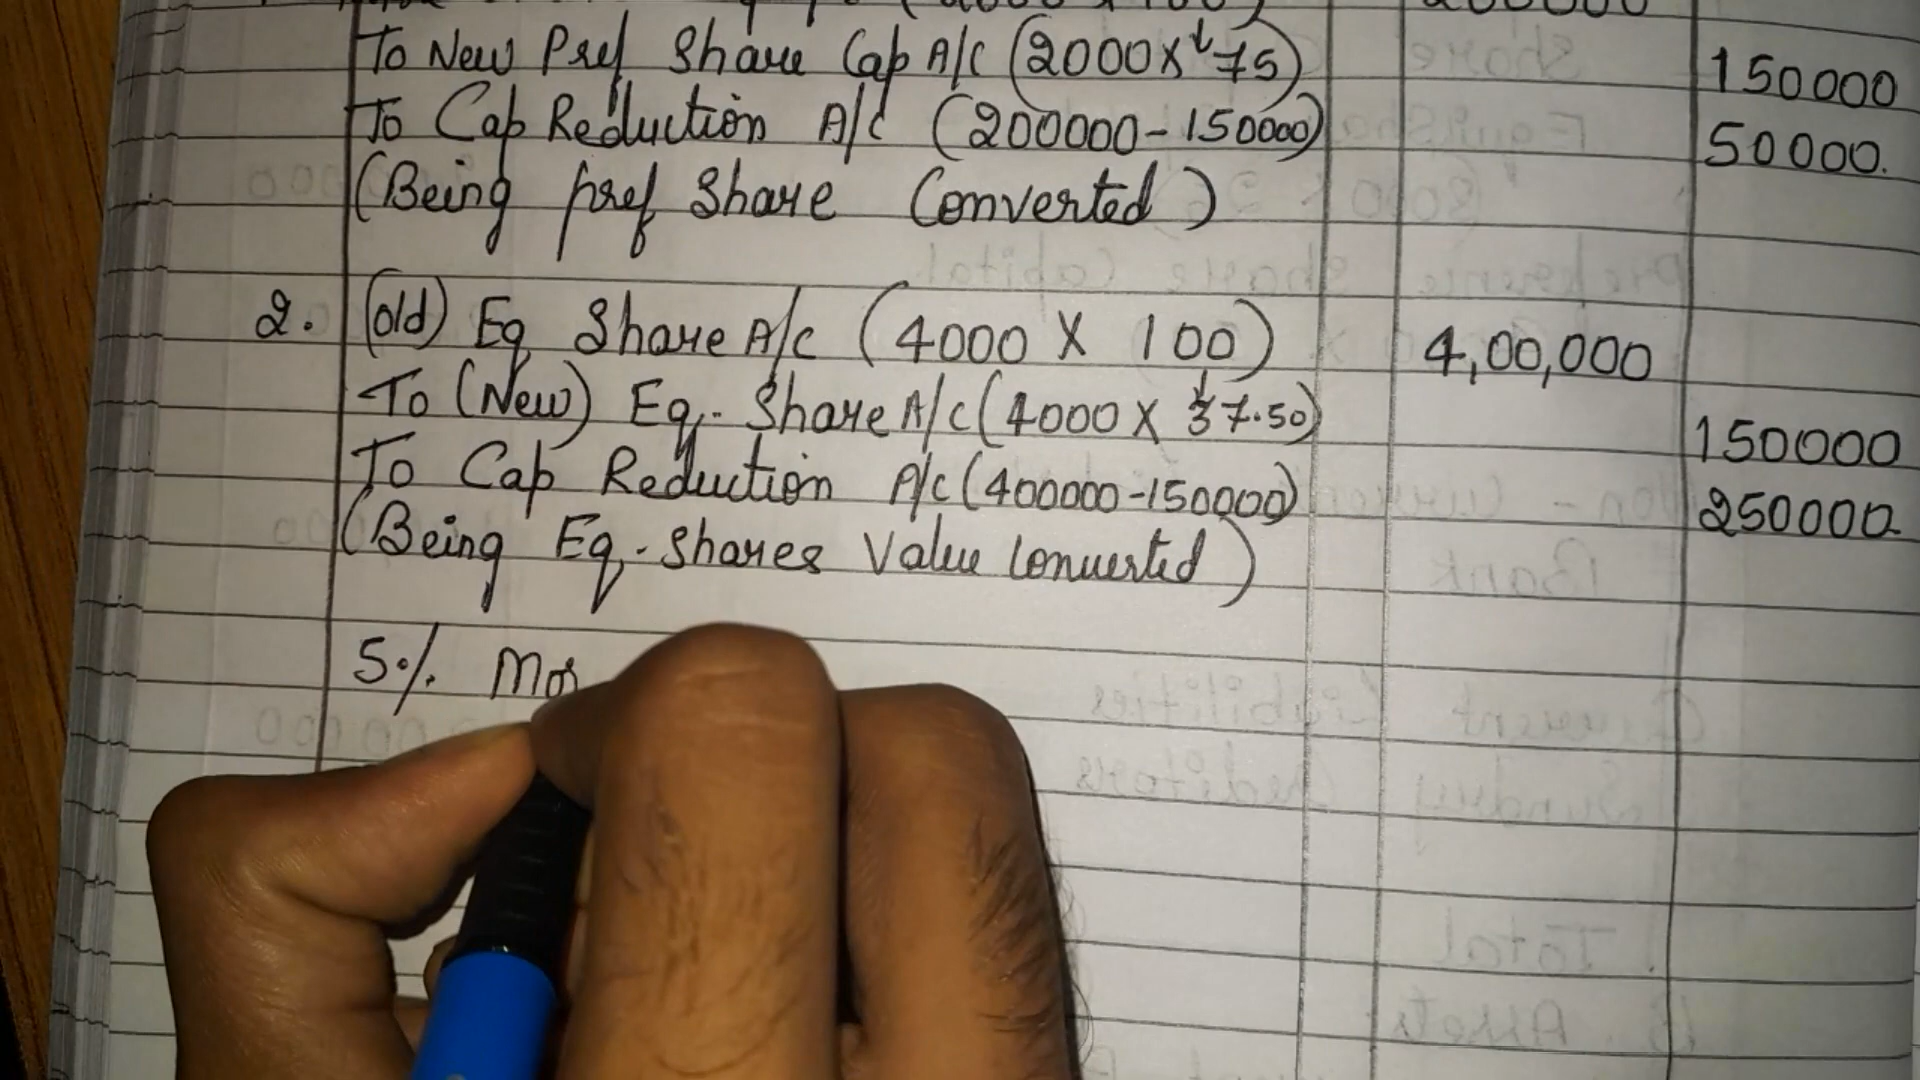 To New Pref Share Cap A/c (2000 x 75) 150000
To Cap Reduction A/c (200000-150000) 50000.
(Being pref Share Converted)
2. (old) Eq Share A/c (4000 X 100) 4,00,000
To (New) Eq. Share A/c (4000 X 37.50) 150000
To Cap Reduction A/c (400000-150000) 250000
(Being Eq. Shares Value Converted)
5%